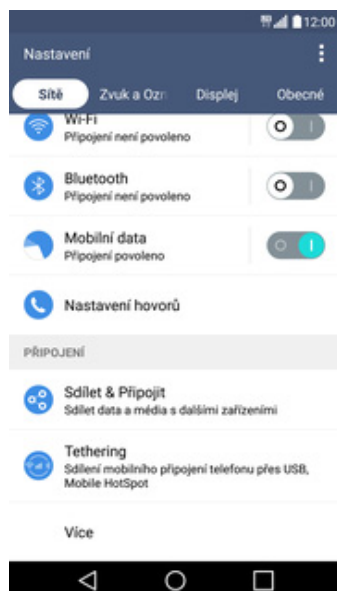 12:00
Nastavení
Sítě
Zvuk a Ozn
Displej
Obecné
Wi-Fi
Připojení není povoleno
Bluetooth
Připojení není povoleno
Mobilní data
Připojení povoleno
Nastavení hovorů
PŘIPOJENÍ
Sdílet & Připojit
Sdílet data a média s dalšími zařízeními
Tethering
Sdílení mobilního připojení telefonu přes USB,
Mobile HotSpot
Více